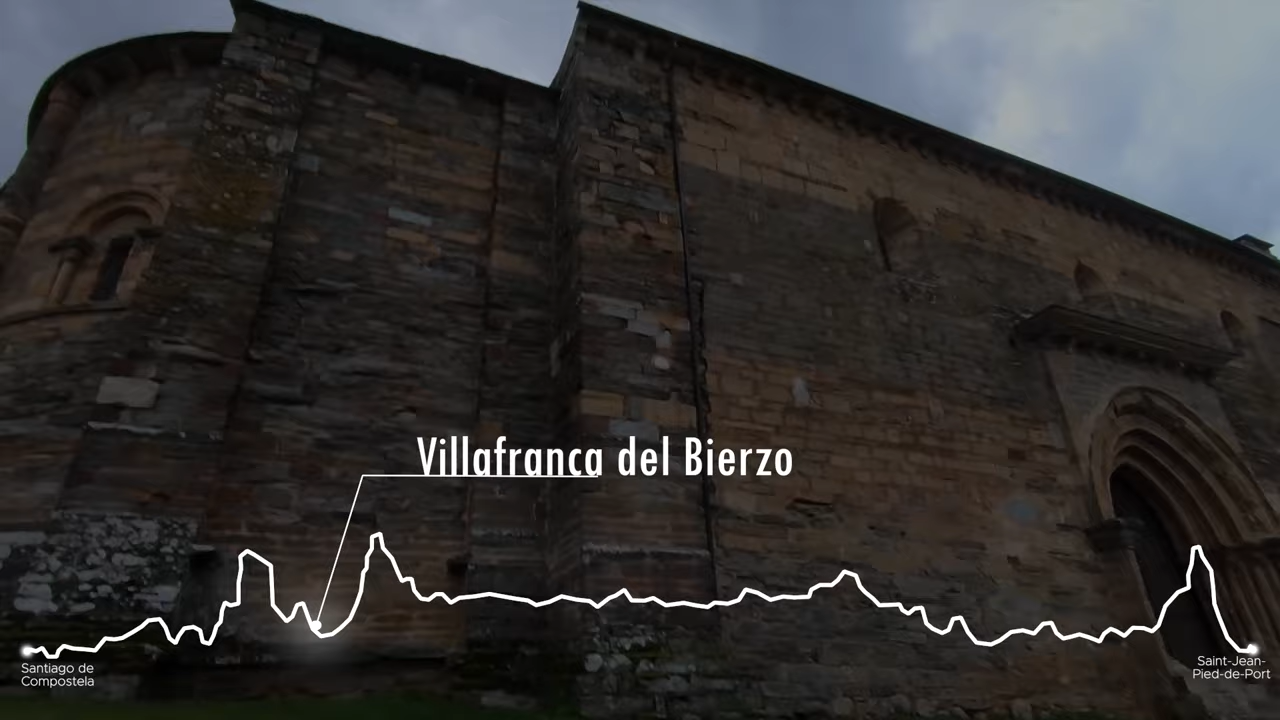 Villafranca del Bierzo
Santiago de
Compostela
Saint-Jean-
Pied-de-Port